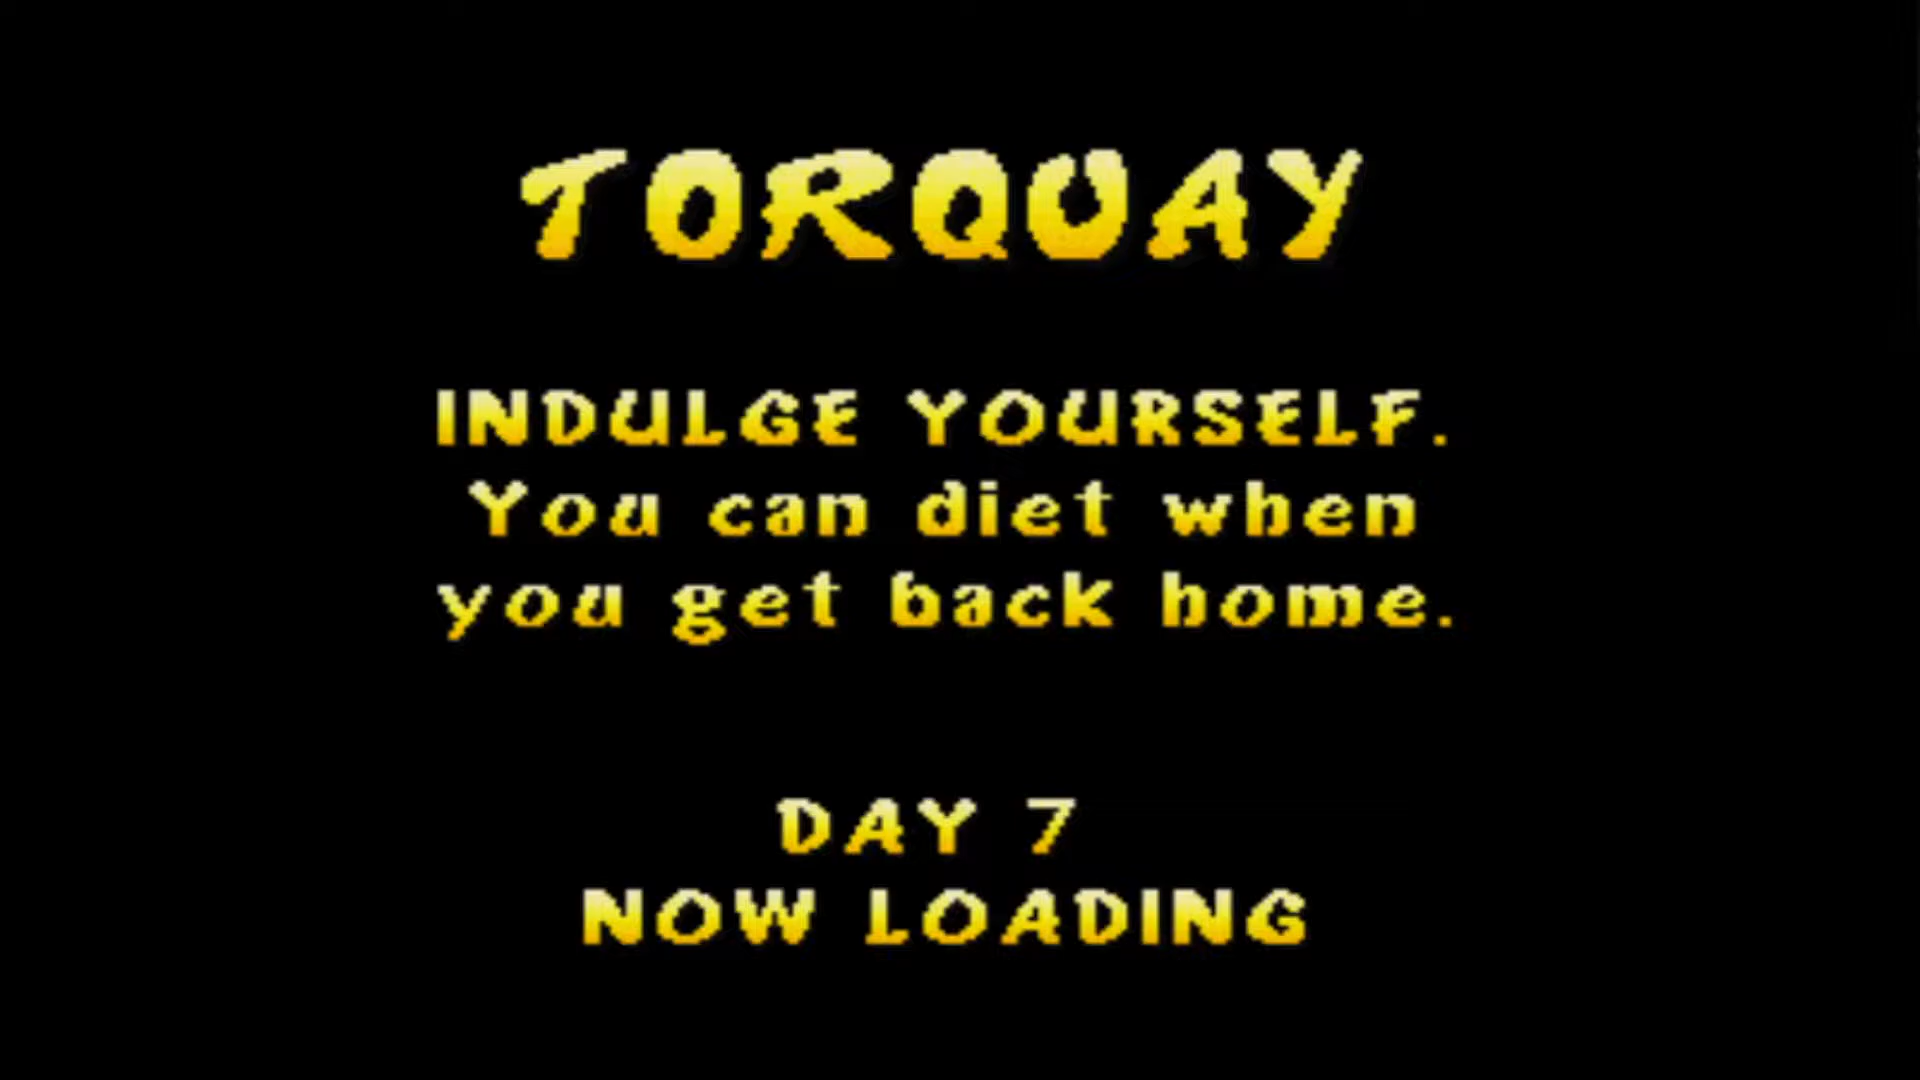 TORQUAY
INDULGE YOURSELF.
You can diet when
you get back home.
DAY 7
NOW LOADING